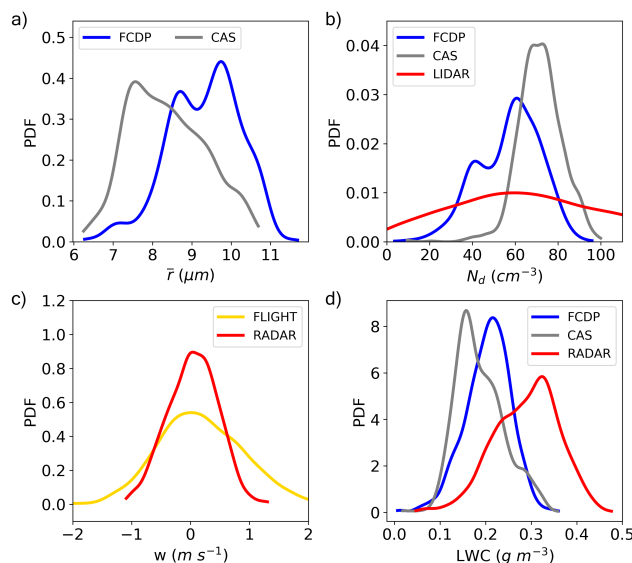 a)
FCDP
CAS
0.5
0.4
0.3
0.2
0.1
0.0
PDF
6
7
8
9
10
11
r̄ (μm)
b)
FCDP
CAS
LIDAR
0.04
0.03
0.02
0.01
0.00
PDF
0
20
40
60
80
100
N_d (cm⁻³)
c)
FLIGHT
RADAR
1.2
1.0
0.8
0.6
0.4
0.2
0.0
PDF
−2
−1
0
1
2
w (m s⁻¹)
d)
FCDP
CAS
RADAR
8
6
4
2
0
PDF
0.0
0.1
0.2
0.3
0.4
0.5
LWC (g m⁻³)